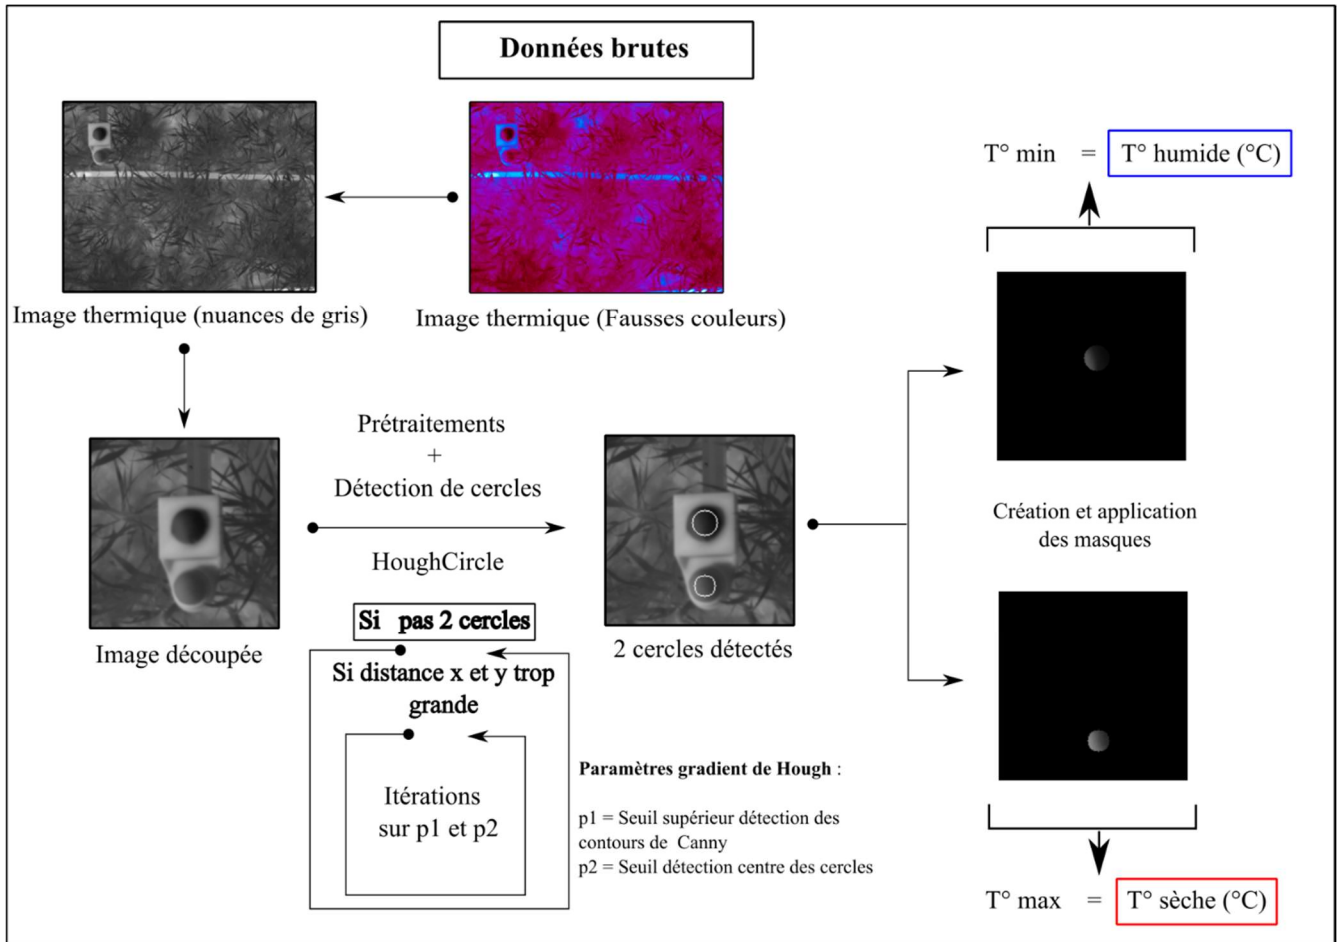 Données brutes
Image thermique (nuances de gris)
Image thermique (Fausses couleurs)
Prétraitements
+
Détection de cercles
HoughCircle
Image découpée
Si pas 2 cercles
Si distance x et y trop
grande
Itérations
sur p1 et p2
2 cercles détectés
Paramètres gradient de Hough :
p1 = Seuil supérieur détection des
contours de Canny
p2 = Seuil détection centre des cercles
T° min = T° humide (°C)
Création et application
des masques
T° max = T° sèche (°C)